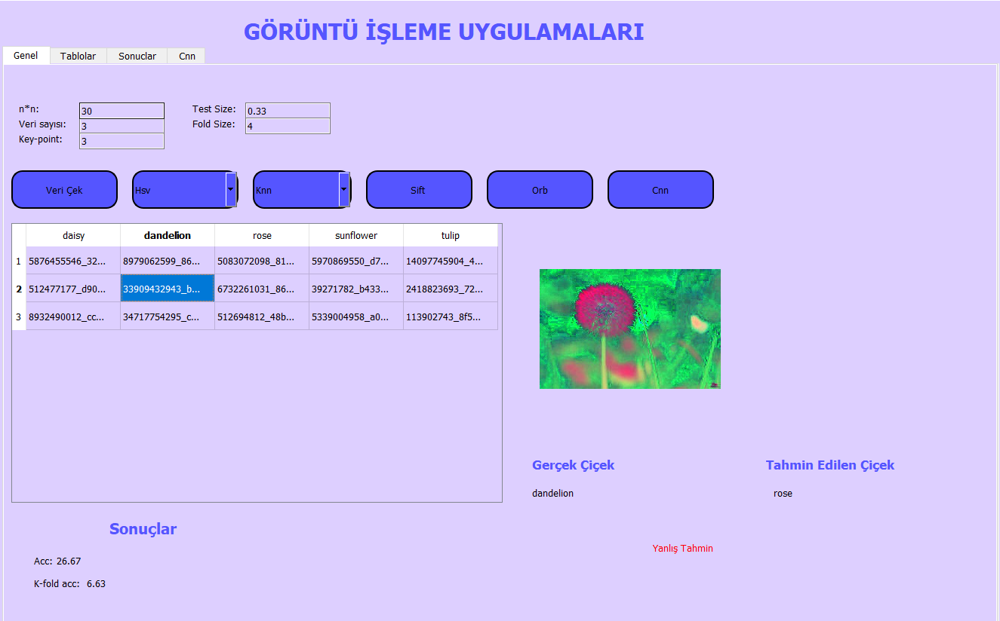 GÖRÜNTÜ İŞLEME UYGULAMALARI
Genel Tablolar Sonuçlar Cnn
n*n: 30 Test Size: 0.33
Veri sayısı: 3 Fold Size: 4
Key-point: 3
Veri Çek Hsv Knn Sift Orb Cnn
daisy dandelion rose sunflower tulip
1 5876455546_32... 8979062599_86... 5083072098_81... 5970869550_d7... 14097745904_4...
2 512477177_d90... 33909432943_b... 6732261031_86... 39271782_b433... 2418823693_72...
3 8932490012_cc... 34717754295_c... 512694812_48b... 5339004958_a0... 113902743_8f5...
Gerçek Çiçek Tahmin Edilen Çiçek
dandelion rose
Sonuçlar
Yanlış Tahmin
Acc: 26.67
K-fold acc: 6.63